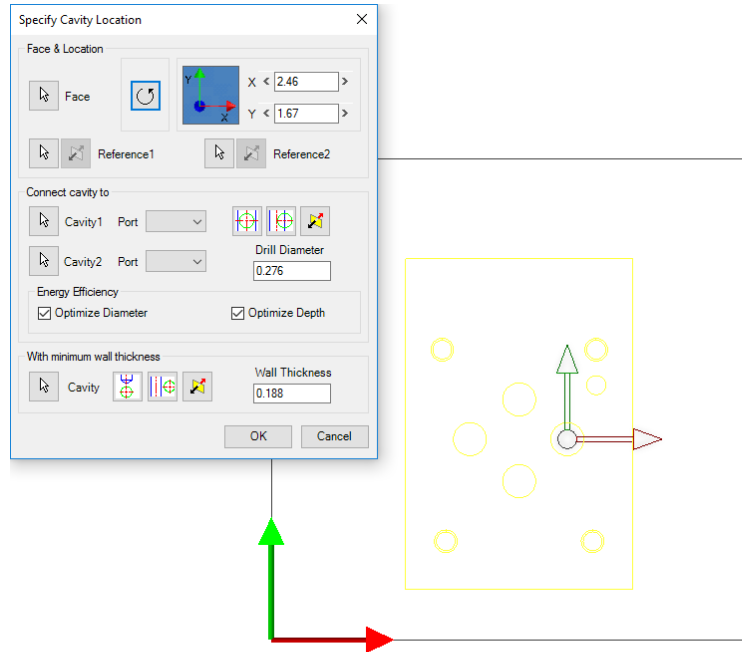 Specify Cavity Location
Face & Location
Face
Y
X
X < 2.46 >
Y < 1.67 >
Reference1
Reference2
Connect cavity to
Cavity1 Port
Cavity2 Port
Drill Diameter
0.276
Energy Efficiency
Optimize Diameter
Optimize Depth
With minimum wall thickness
Cavity
Wall Thickness
0.188
OK
Cancel